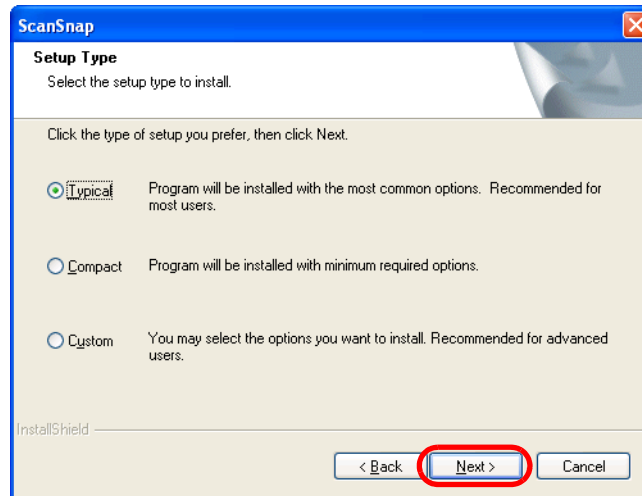 ScanSnap
Setup Type
Select the setup type to install.
Click the type of setup you prefer, then click Next.
Typical Program will be installed with the most common options. Recommended for
most users.
Compact Program will be installed with minimum required options.
Custom You may select the options you want to install. Recommended for advanced
users.
InstallShield
< Back Next > Cancel